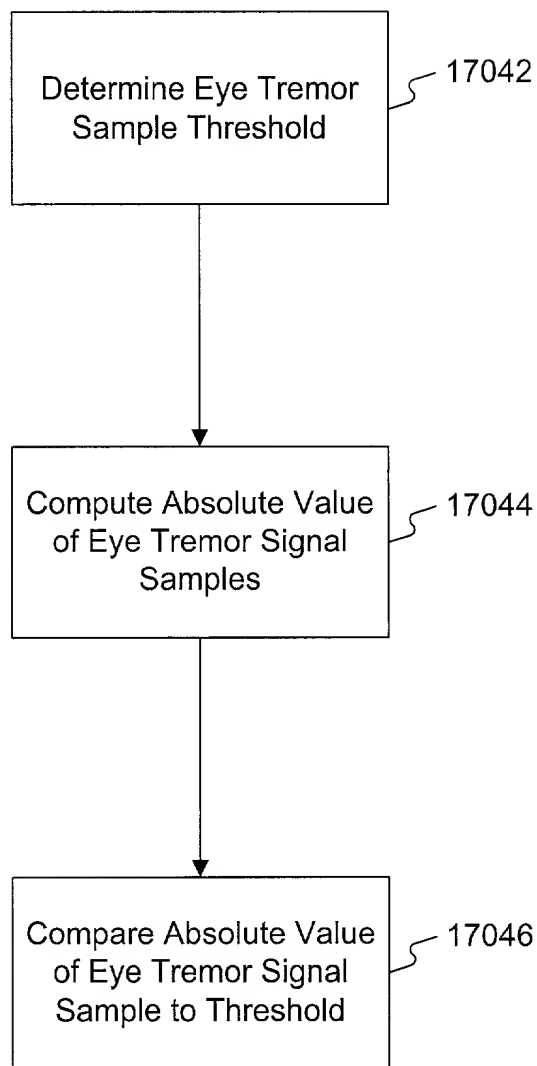 Determine Eye Tremor
Sample Threshold
17042
Compute Absolute Value
of Eye Tremor Signal
Samples
17044
Compare Absolute Value
of Eye Tremor Signal
Sample to Threshold
17046